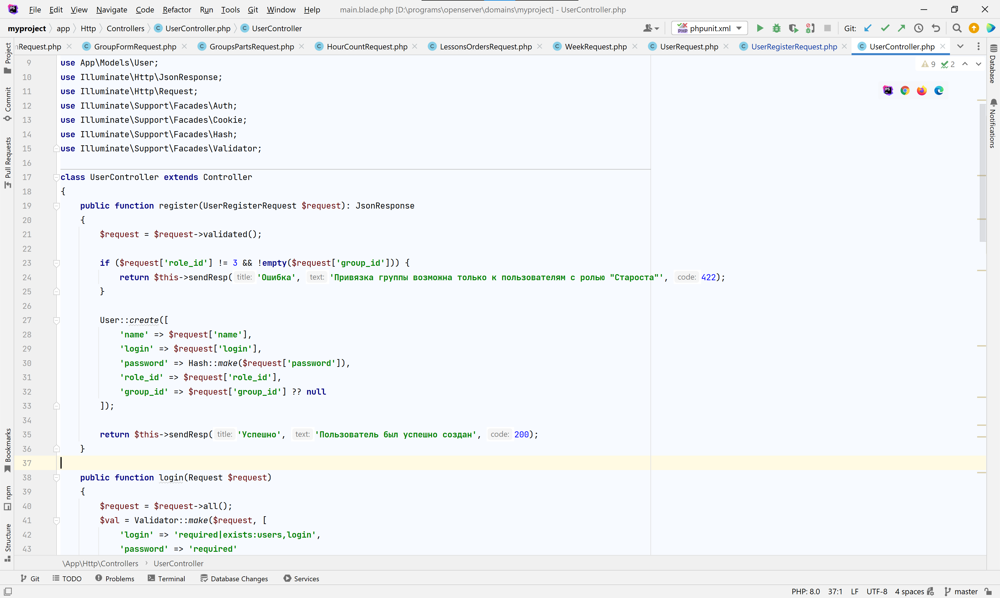 File Edit View Navigate Code Refactor Run Tools Git Window Help main.blade.php [D:\programs\openserver\domains\myproject] - UserController.php
myproject app Http Controllers UserController.php UserController phpunit.xml Git:
nRequest.php GroupFormRequest.php GroupsPartsRequest.php HourCountRequest.php LessonsOrdersRequest.php WeekRequest.php UserRequest.php UserRegisterRequest.php UserController.php
Project
Commit
Pull Requests
Bookmarks
npm
Structure
Database
Notifications
9 2
9 use App\Models\User;
10 use Illuminate\Http\JsonResponse;
11 use Illuminate\Http\Request;
12 use Illuminate\Support\Facades\Auth;
13 use Illuminate\Support\Facades\Cookie;
14 use Illuminate\Support\Facades\Hash;
15 use Illuminate\Support\Facades\Validator;
16
17 class UserController extends Controller
18 {
19 public function register(UserRegisterRequest $request): JsonResponse
20 {
21 $request = $request->validated();
22
23 if ($request['role_id'] != 3 && !empty($request['group_id'])) {
24 return $this->sendResp( title: 'Ошибка', text: 'Привязка группы возможна только к пользователям с ролью "Староста"', code: 422);
25 }
26
27 User::create([
28 'name' => $request['name'],
29 'login' => $request['login'],
30 'password' => Hash::make($request['password']),
31 'role_id' => $request['role_id'],
32 'group_id' => $request['group_id'] ?? null
33 ]);
34
35 return $this->sendResp( title: 'Успешно', text: 'Пользователь был успешно создан', code: 200);
36 }
37
38 public function login(Request $request)
39 {
40 $request = $request->all();
41 $val = Validator::make($request, [
42 'login' => 'required|exists:users,login',
43 'password' => 'required'
\App\Http\Controllers › UserController
Git TODO Problems Terminal Database Changes Services
PHP: 8.0 37:1 LF UTF-8 4 spaces master